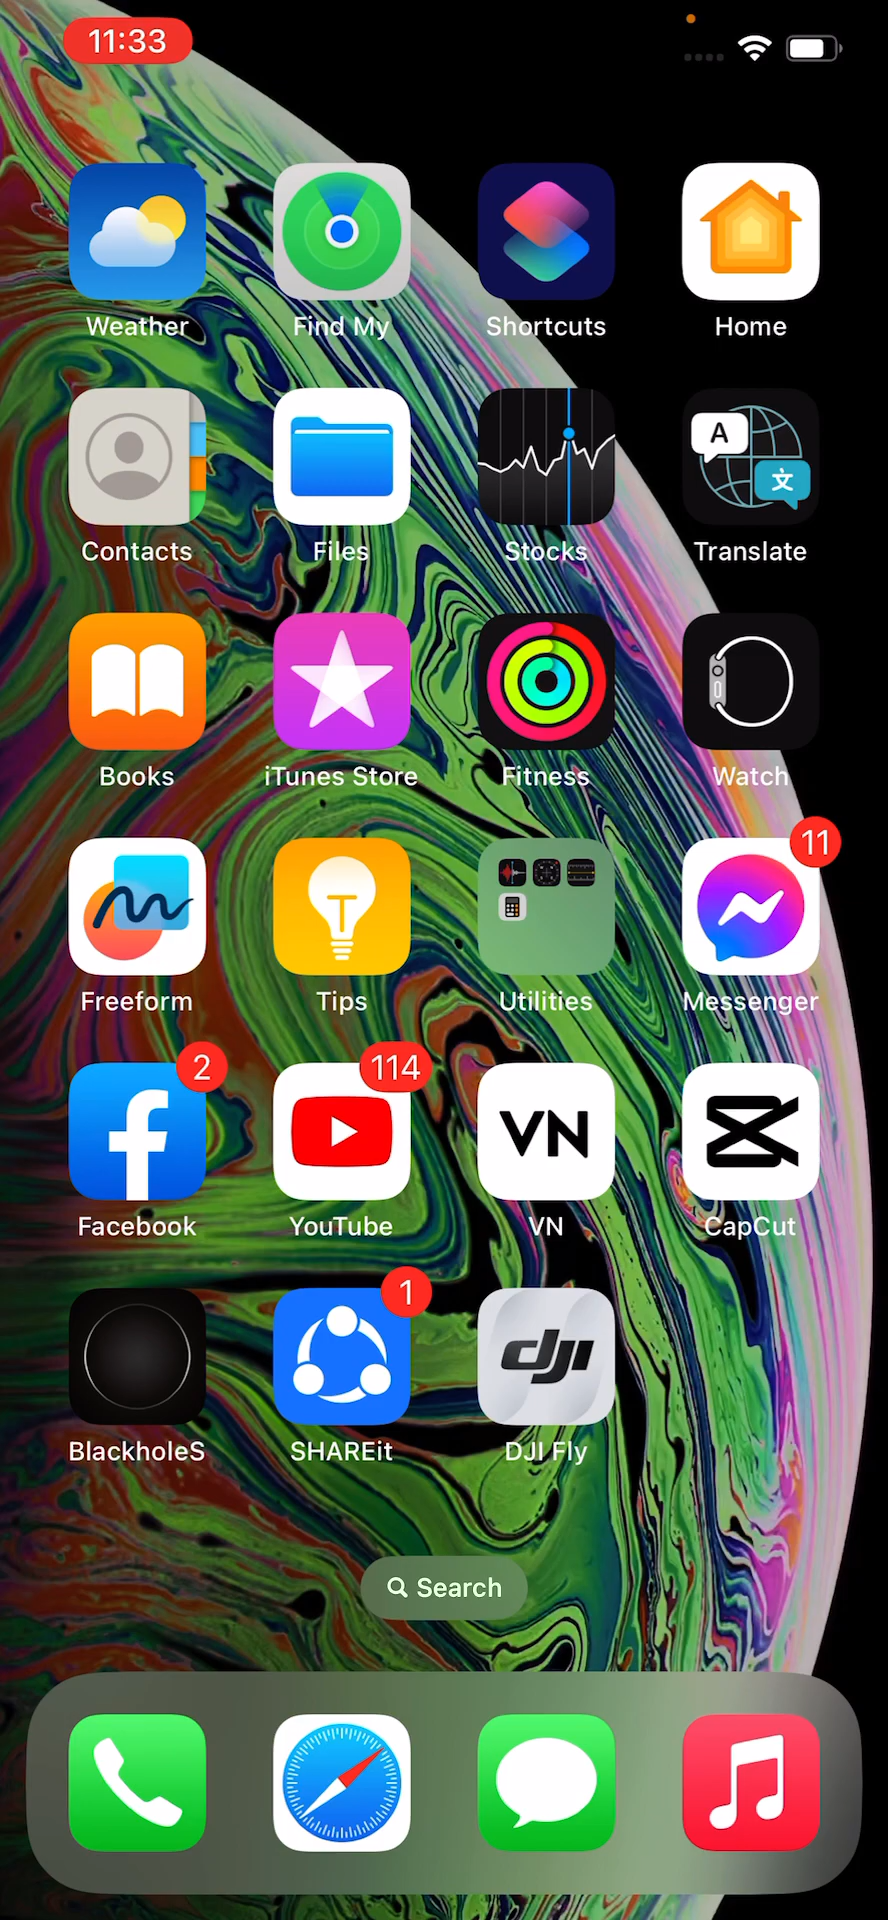 11:33
Weather
Find My
Shortcuts
Home
Contacts
Files
Stocks
A
文
Translate
Books
iTunes Store
Fitness
Watch
Freeform
Tips
Utilities
11
Messenger
2
Facebook
114
YouTube
VN
VN
CapCut
BlackholeS
1
SHAREit
dji
DJI Fly
Search